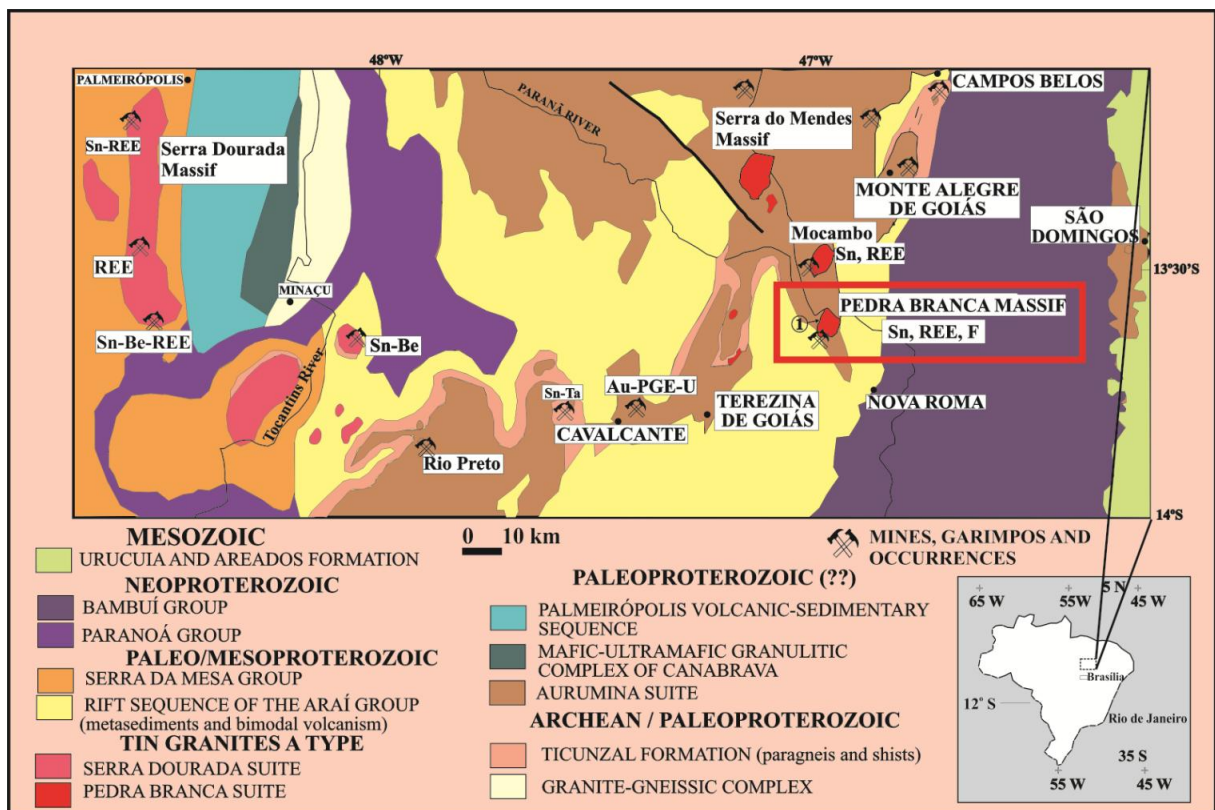 48°W
47°W
PALMEIRÓPOLIS
CAMPOS BELOS
PARANÃ RIVER
Serra do Mendes
Massif
Sn-REE
Serra Dourada
Massif
MONTE ALEGRE
DE GOIÁS
SÃO
DOMINGOS
Mocambo
Sn, REE
REE
13°30'S
MINAÇU
PEDRA BRANCA MASSIF
1
Sn, REE, F
Sn-Be-REE
Sn-Be
Tocantins River
Sn-Ta
Au-PGE-U
TEREZINA
DE GOIÁS
NOVA ROMA
CAVALCANTE
Rio Preto
14°S
MESOZOIC
URUCUIA AND AREADOS FORMATION
NEOPROTEROZOIC
BAMBUÍ GROUP
PARANOÁ GROUP
PALEO/MESOPROTEROZOIC
SERRA DA MESA GROUP
RIFT SEQUENCE OF THE ARAÍ GROUP
(metasediments and bimodal volcanism)
TIN GRANITES A TYPE
SERRA DOURADA SUITE
PEDRA BRANCA SUITE
0 10 km
MINES, GARIMPOS AND
OCCURRENCES
PALEOPROTEROZOIC (??)
PALMEIRÓPOLIS VOLCANIC-SEDIMENTARY
SEQUENCE
MAFIC-ULTRAMAFIC GRANULITIC
COMPLEX OF CANABRAVA
AURUMINA SUITE
ARCHEAN / PALEOPROTEROZOIC
TICUNZAL FORMATION (paragneis and shists)
GRANITE-GNEISSIC COMPLEX
65 W
55W
5 N
45 W
Brasília
12° S
Rio de Janeiro
35 S
55 W
45 W